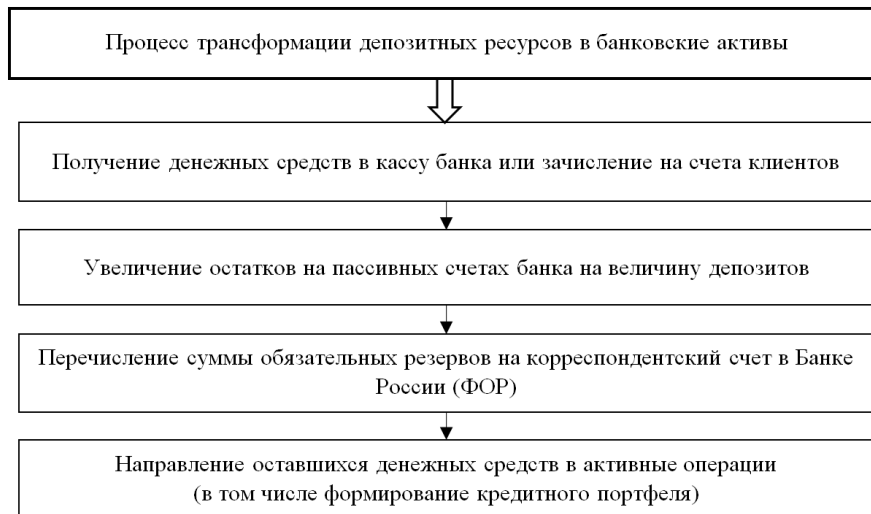 Процесс трансформации депозитных ресурсов в банковские активы
Получение денежных средств в кассу банка или зачисление на счета клиентов
Увеличение остатков на пассивных счетах банка на величину депозитов
Перечисление суммы обязательных резервов на корреспондентский счет в Банке
России (ФОР)
Направление оставшихся денежных средств в активные операции
(в том числе формирование кредитного портфеля)